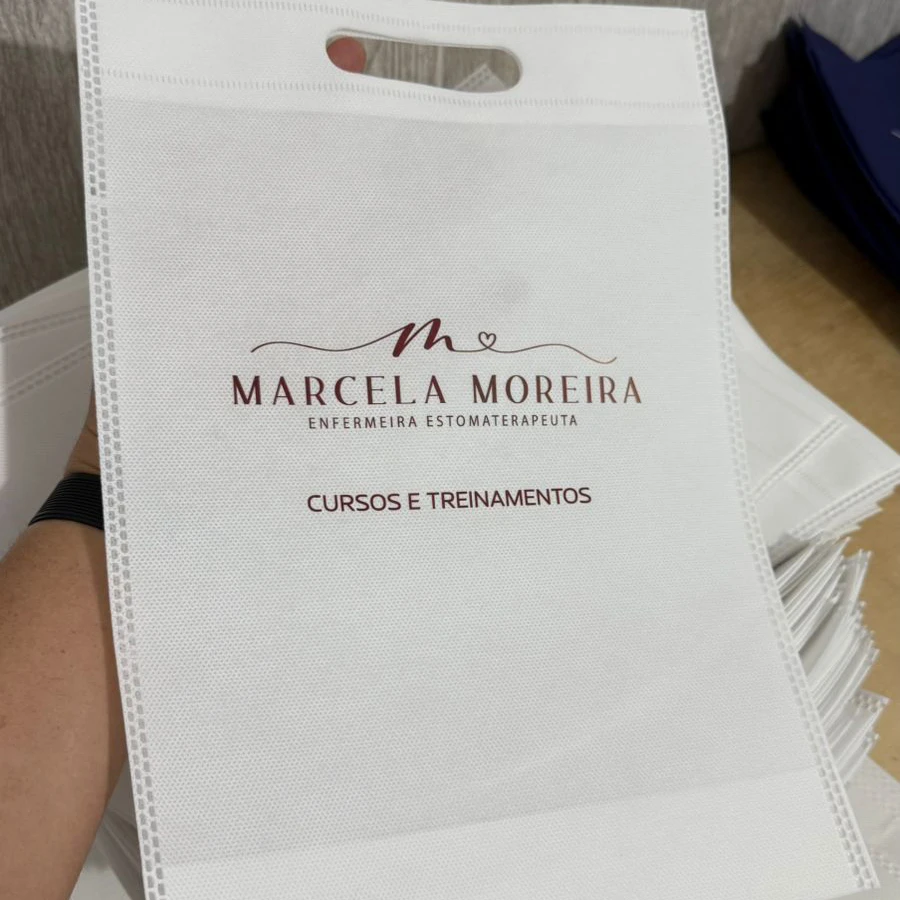 m
MARCELA MOREIRA
ENFERMEIRA ESTOMATERAPEUTA
CURSOS E TREINAMENTOS